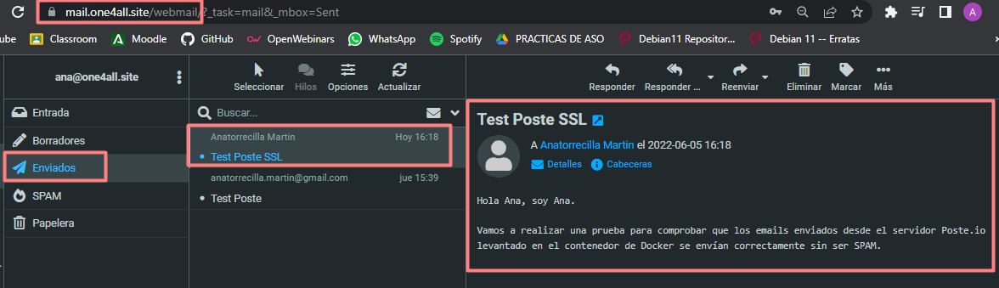 mail.one4all.site/webmail/?_task=mail&_mbox=Sent
A
ube Classroom Moodle GitHub OpenWebinars WhatsApp Spotify PRACTICAS DE ASO Debian11 Repositor... Debian 11 -- Erratas
ana@one4all.site
Seleccionar Hilos Opciones Actualizar
Responder Responder ... Reenviar Eliminar Marcar Más
Entrada
Borradores
Enviados
SPAM
Papelera
Buscar...
Anatorrecilla Martin Hoy 16:18
Test Poste SSL
anatorrecilla.martin@gmail.com jue 15:39
Test Poste
Test Poste SSL
A Anatorrecilla Martin el 2022-06-05 16:18
Detalles Cabeceras
Hola Ana, soy Ana.
Vamos a realizar una prueba para comprobar que los emails enviados desde el servidor Poste.io
levantado en el contenedor de Docker se envían correctamente sin ser SPAM.